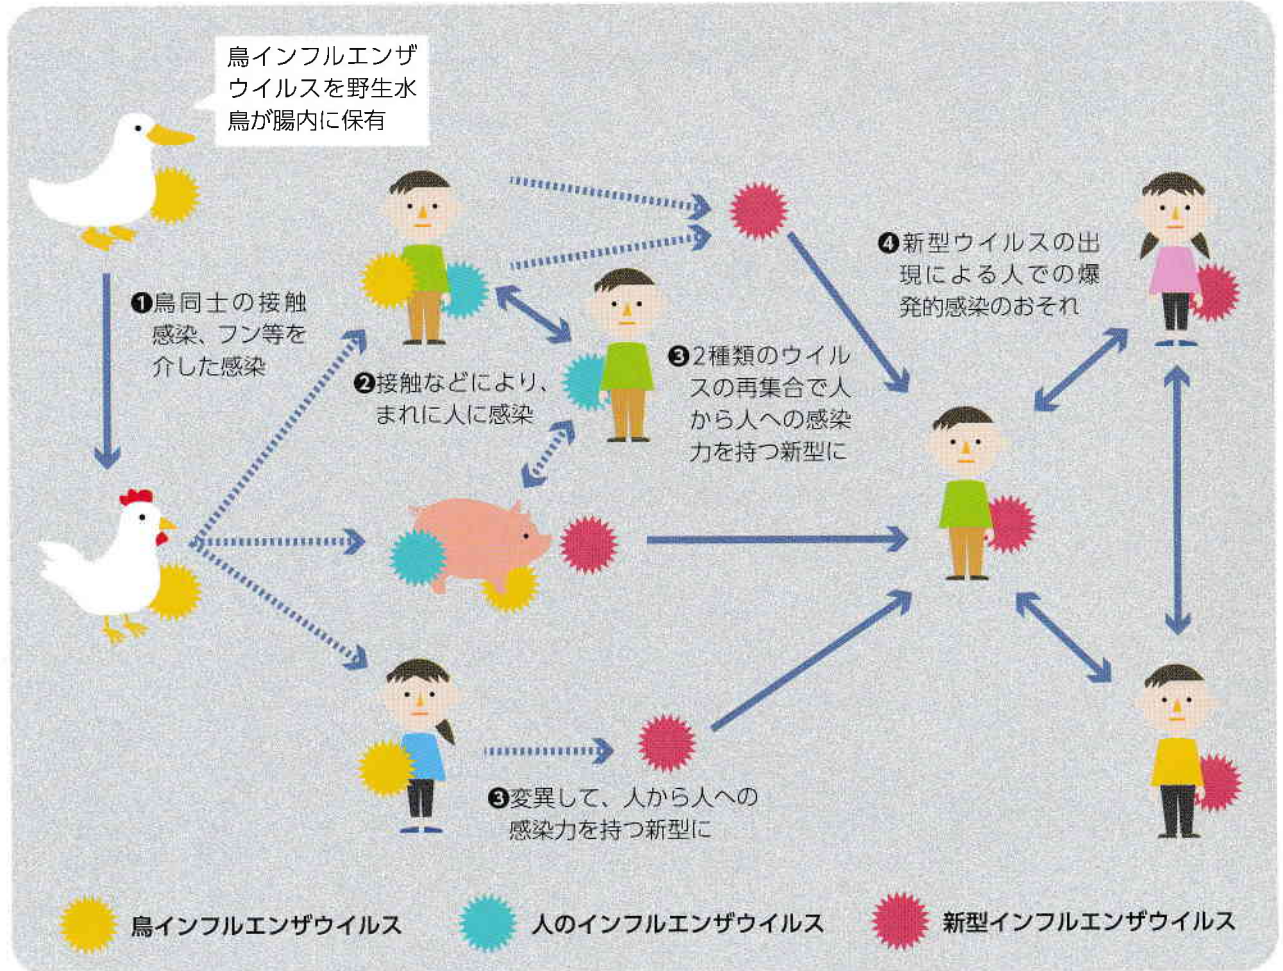 鳥インフルエンザ
ウイルスを野生水
鳥が腸内に保有
❶鳥同士の接触
感染、フン等を
介した感染
❷接触などにより、
まれに人に感染
❸2種類のウイル
スの再集合で人
から人への感染
力を持つ新型に
❹新型ウイルスの出
現による人での爆
発的感染のおそれ
❸変異して、人から人への
感染力を持つ新型に
鳥インフルエンザウイルス
人のインフルエンザウイルス
新型インフルエンザウイルス